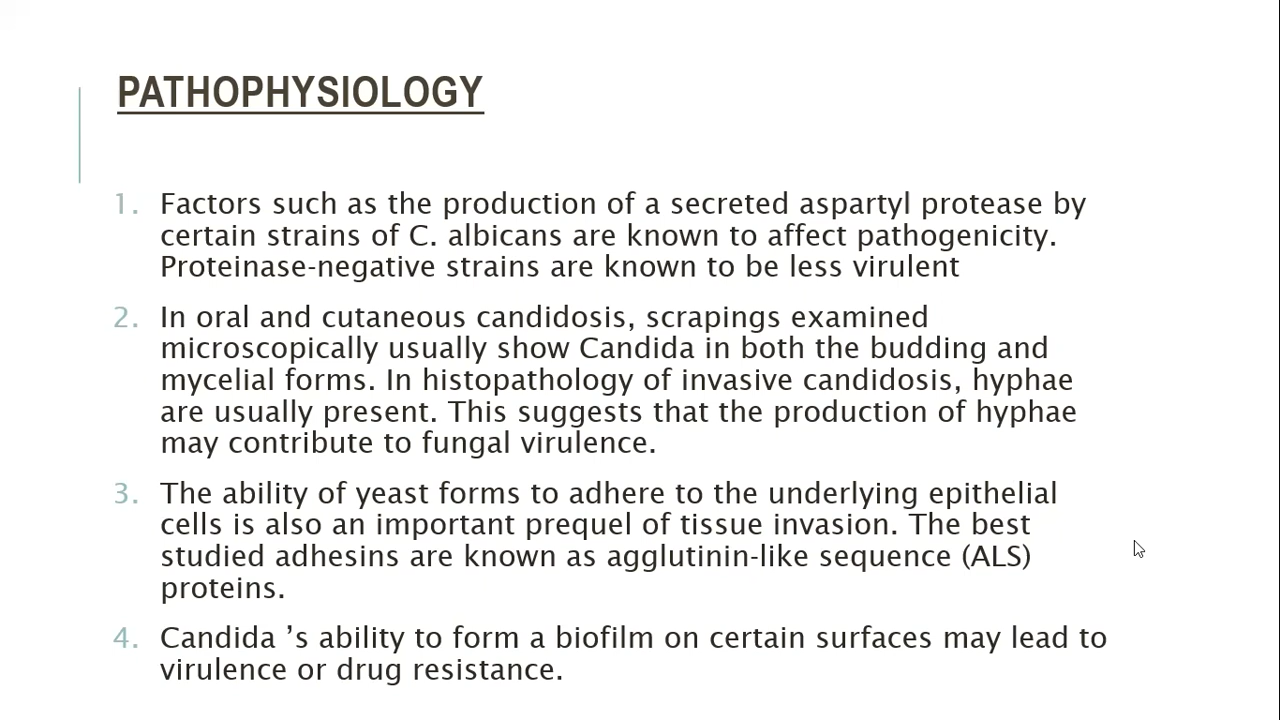 PATHOPHYSIOLOGY
1. Factors such as the production of a secreted aspartyl protease by
certain strains of C. albicans are known to affect pathogenicity.
Proteinase-negative strains are known to be less virulent
2. In oral and cutaneous candidosis, scrapings examined
microscopically usually show Candida in both the budding and
mycelial forms. In histopathology of invasive candidosis, hyphae
are usually present. This suggests that the production of hyphae
may contribute to fungal virulence.
3. The ability of yeast forms to adhere to the underlying epithelial
cells is also an important prequel of tissue invasion. The best
studied adhesins are known as agglutinin-like sequence (ALS)
proteins.
4. Candida ’s ability to form a biofilm on certain surfaces may lead to
virulence or drug resistance.